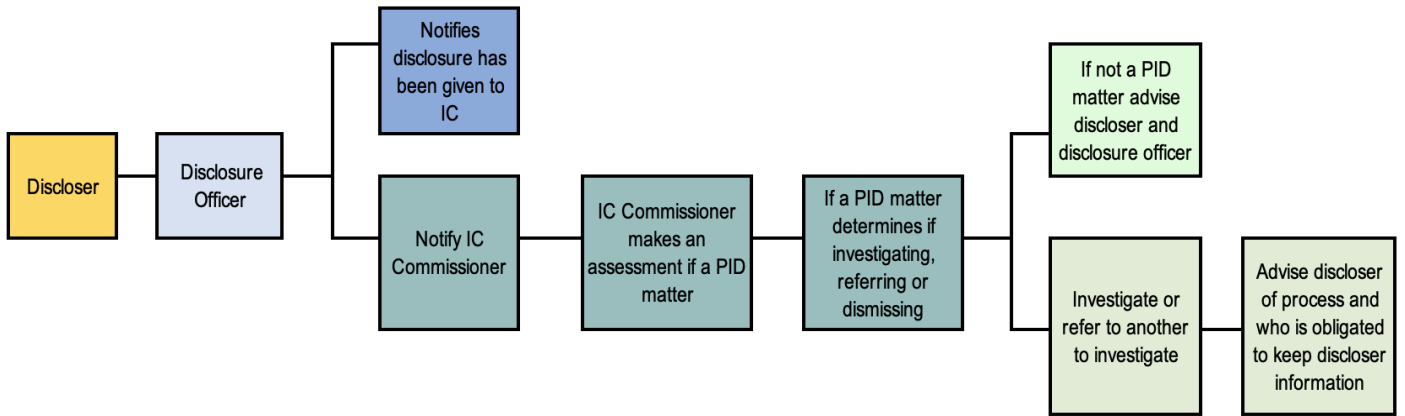 Discloser
Disclosure
Officer
Notifies
disclosure has
been given to
IC
Notify IC
Commissioner
IC Commissioner
makes an
assessment if a PID
matter
If a PID matter
determines if
investigating,
referring or
dismissing
If not a PID
matter advise
discloser and
disclosure officer
Investigate or
refer to another
to investigate
Advise discloser
of process and
who is obligated
to keep discloser
information